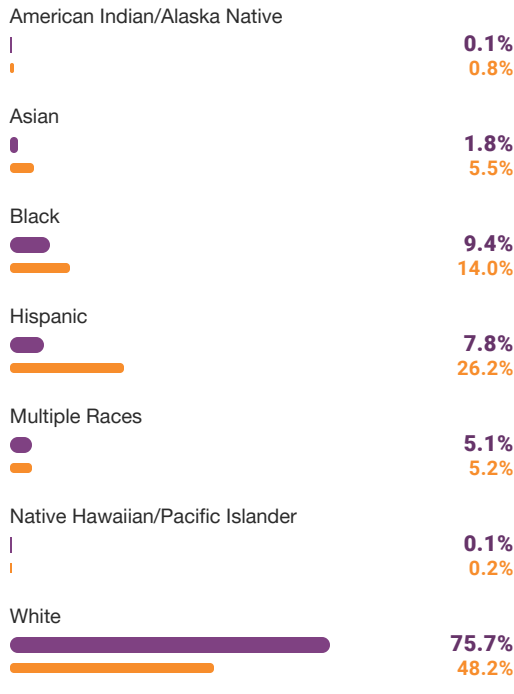 American Indian/Alaska Native
0.1%
0.8%
Asian
1.8%
5.5%
Black
9.4%
14.0%
Hispanic
7.8%
26.2%
Multiple Races
5.1%
5.2%
Native Hawaiian/Pacific Islander
0.1%
0.2%
White
75.7%
48.2%